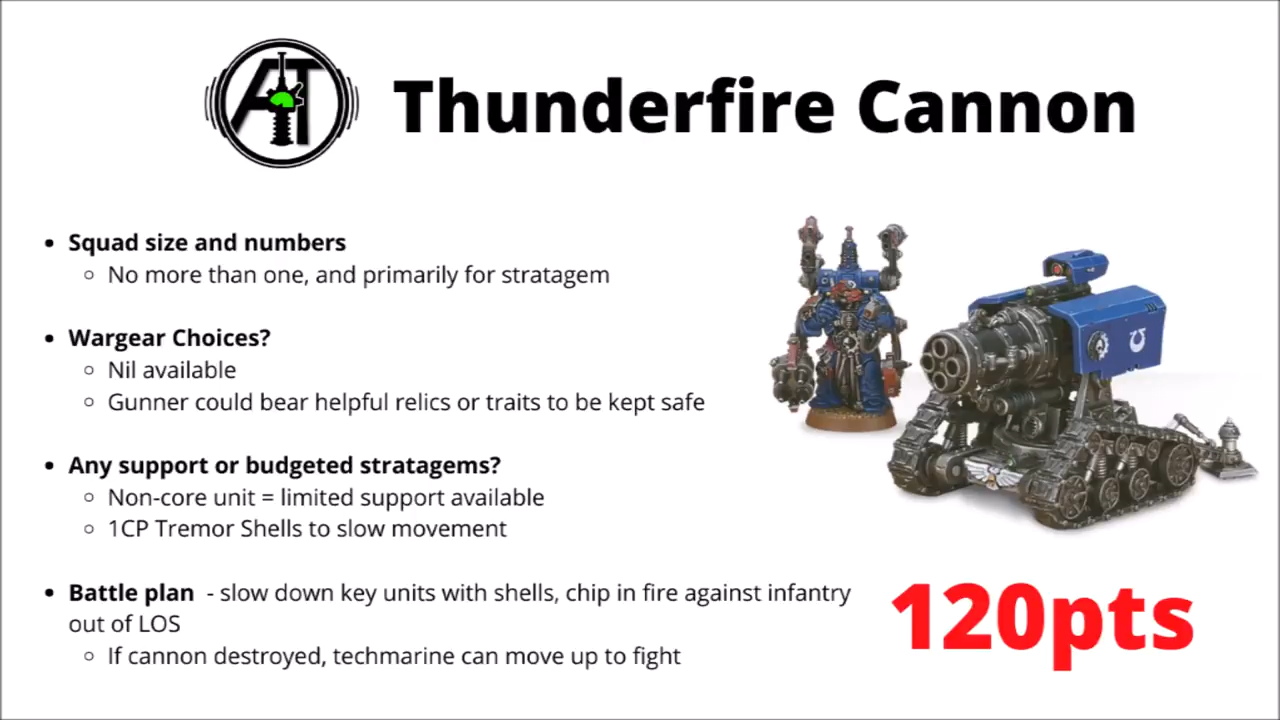 AT
Thunderfire Cannon
• Squad size and numbers
◦ No more than one, and primarily for stratagem
• Wargear Choices?
◦ Nil available
◦ Gunner could bear helpful relics or traits to be kept safe
• Any support or budgeted stratagems?
◦ Non-core unit = limited support available
◦ 1CP Tremor Shells to slow movement
• Battle plan - slow down key units with shells, chip in fire against infantry
out of LOS
◦ If cannon destroyed, techmarine can move up to fight
120pts